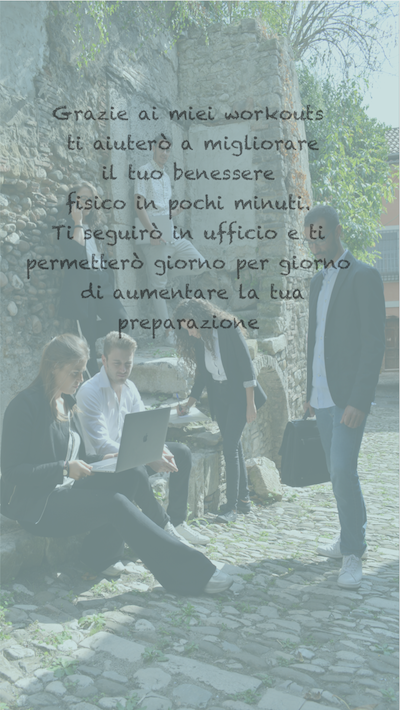 Grazie ai miei workouts
ti aiuterò a migliorare
il tuo benessere
fisico in pochi minuti.
Ti seguirò in ufficio e ti
permetterò giorno per giorno
di aumentare la tua
preparazione